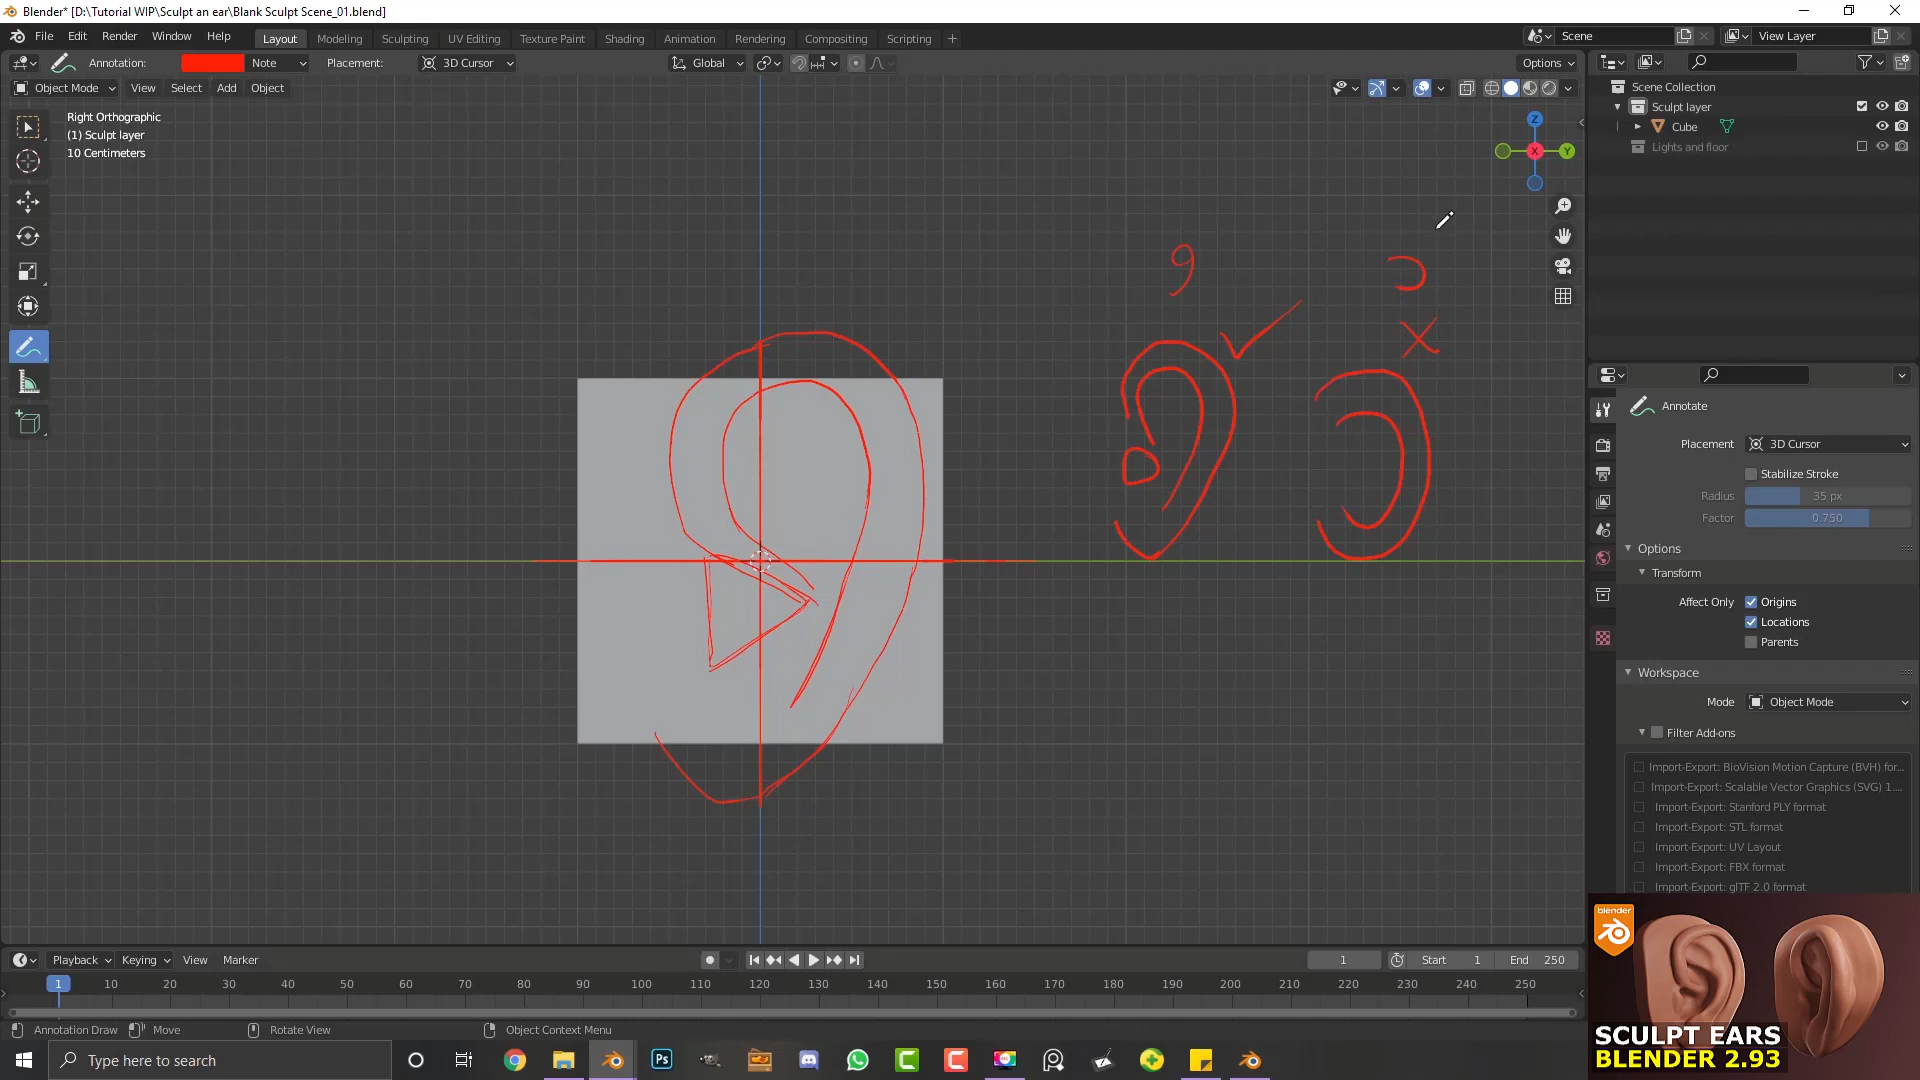 Blender* [D:\Tutorial WIP\Sculpt an ear\Blank Sculpt Scene_01.blend]
File Edit Render Window Help Layout Modeling Sculpting UV Editing Texture Paint Shading Animation Rendering Compositing Scripting + Scene View Layer
Annotation: Note Placement: 3D Cursor Global Options
Object Mode View Select Add Object
Right Orthographic
(1) Sculpt layer
10 Centimeters
Z
X Y
9
Scene Collection
Sculpt layer
Cube
Lights and floor
Annotate
Placement 3D Cursor
Stabilize Stroke
Radius 35 px
Factor 0.750
Options
Transform
Affect Only Origins
Locations
Parents
Workspace
Mode Object Mode
Filter Add-ons
Import-Export: BioVision Motion Capture (BVH) for...
Import-Export: Scalable Vector Graphics (SVG) 1....
Import-Export: Stanford PLY format
Import-Export: STL format
Import-Export: UV Layout
Import-Export: FBX format
Import-Export: glTF 2.0 format
blender
SCULPT EARS
BLENDER 2.93
Playback Keying View Marker 1 Start 1 End 250
1 10 20 30 40 50 60 70 80 90 100 110 120 130 140 150 160 170 180 190 200 210 220 230 240 250
Annotation Draw Move Rotate View Object Context Menu
Type here to search
Ps